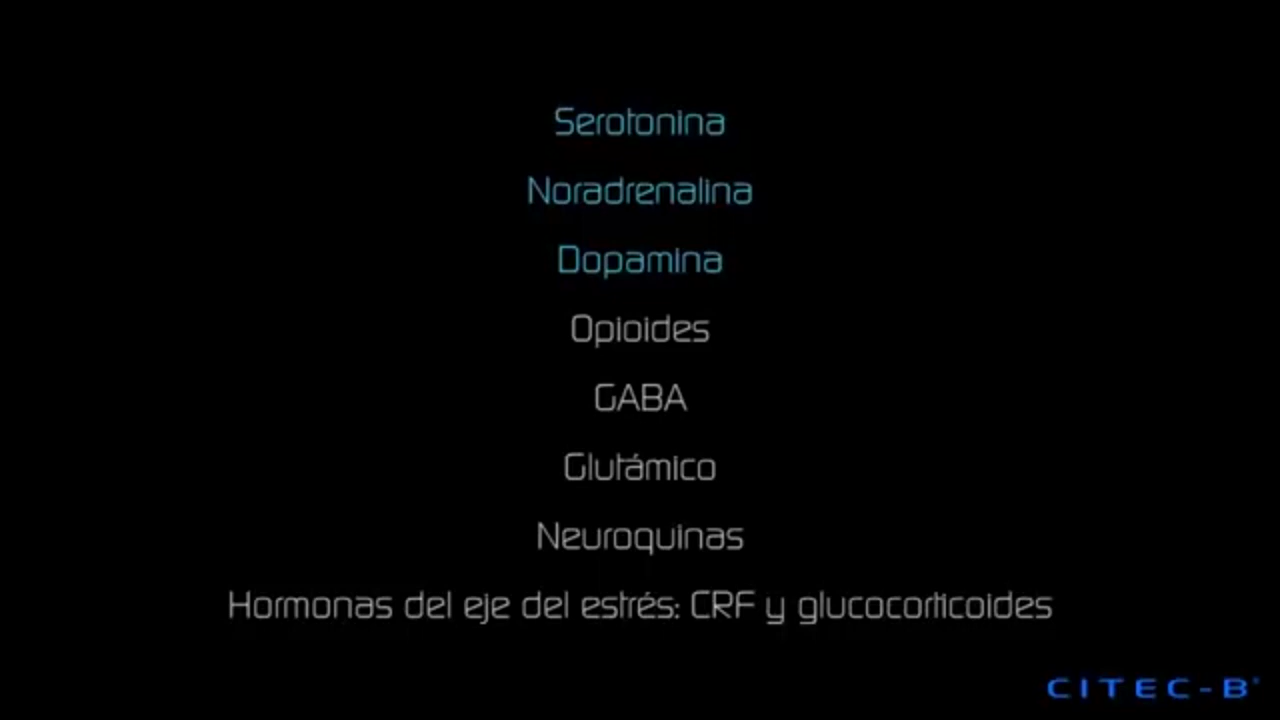 Serotonina
Noradrenalina
Dopamina
Opioides
GABA
Glutámico
Neuroquinas
Hormonas del eje del estrés: CRF y glucocorticoides
CITEC-B